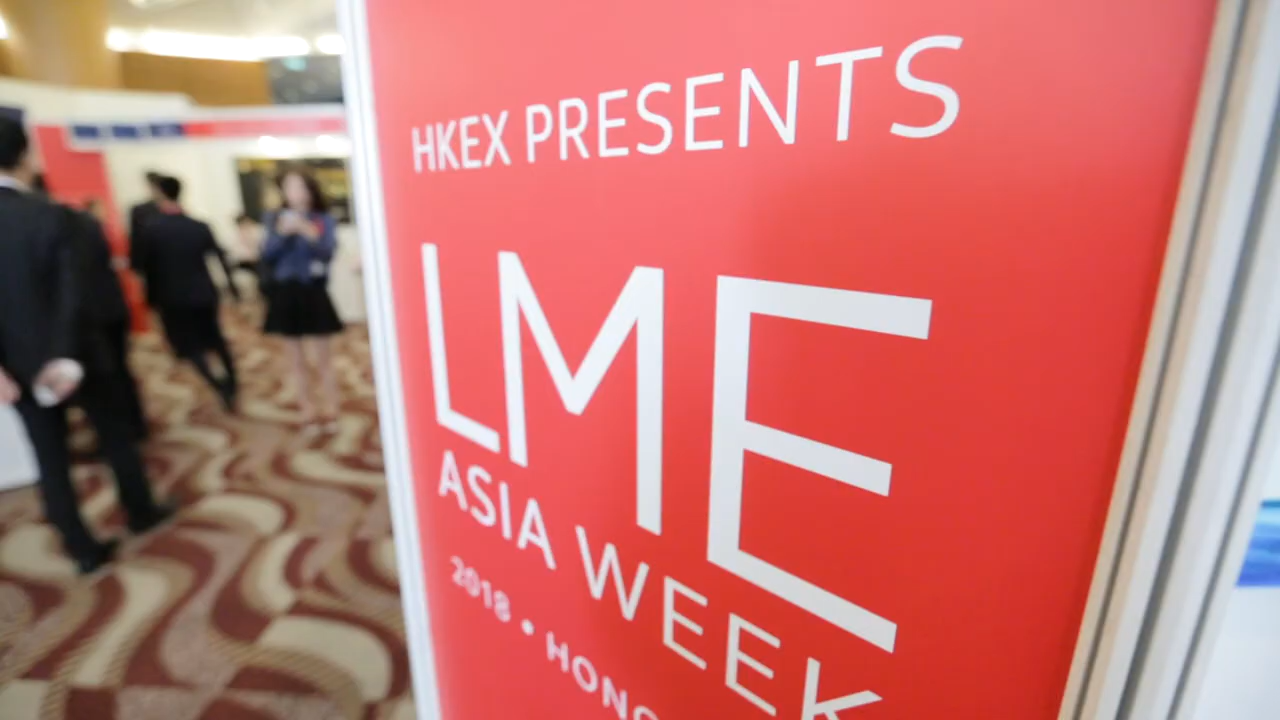 HKEX PRESENTS
LME
ASIA WEEK
2018 • HONG